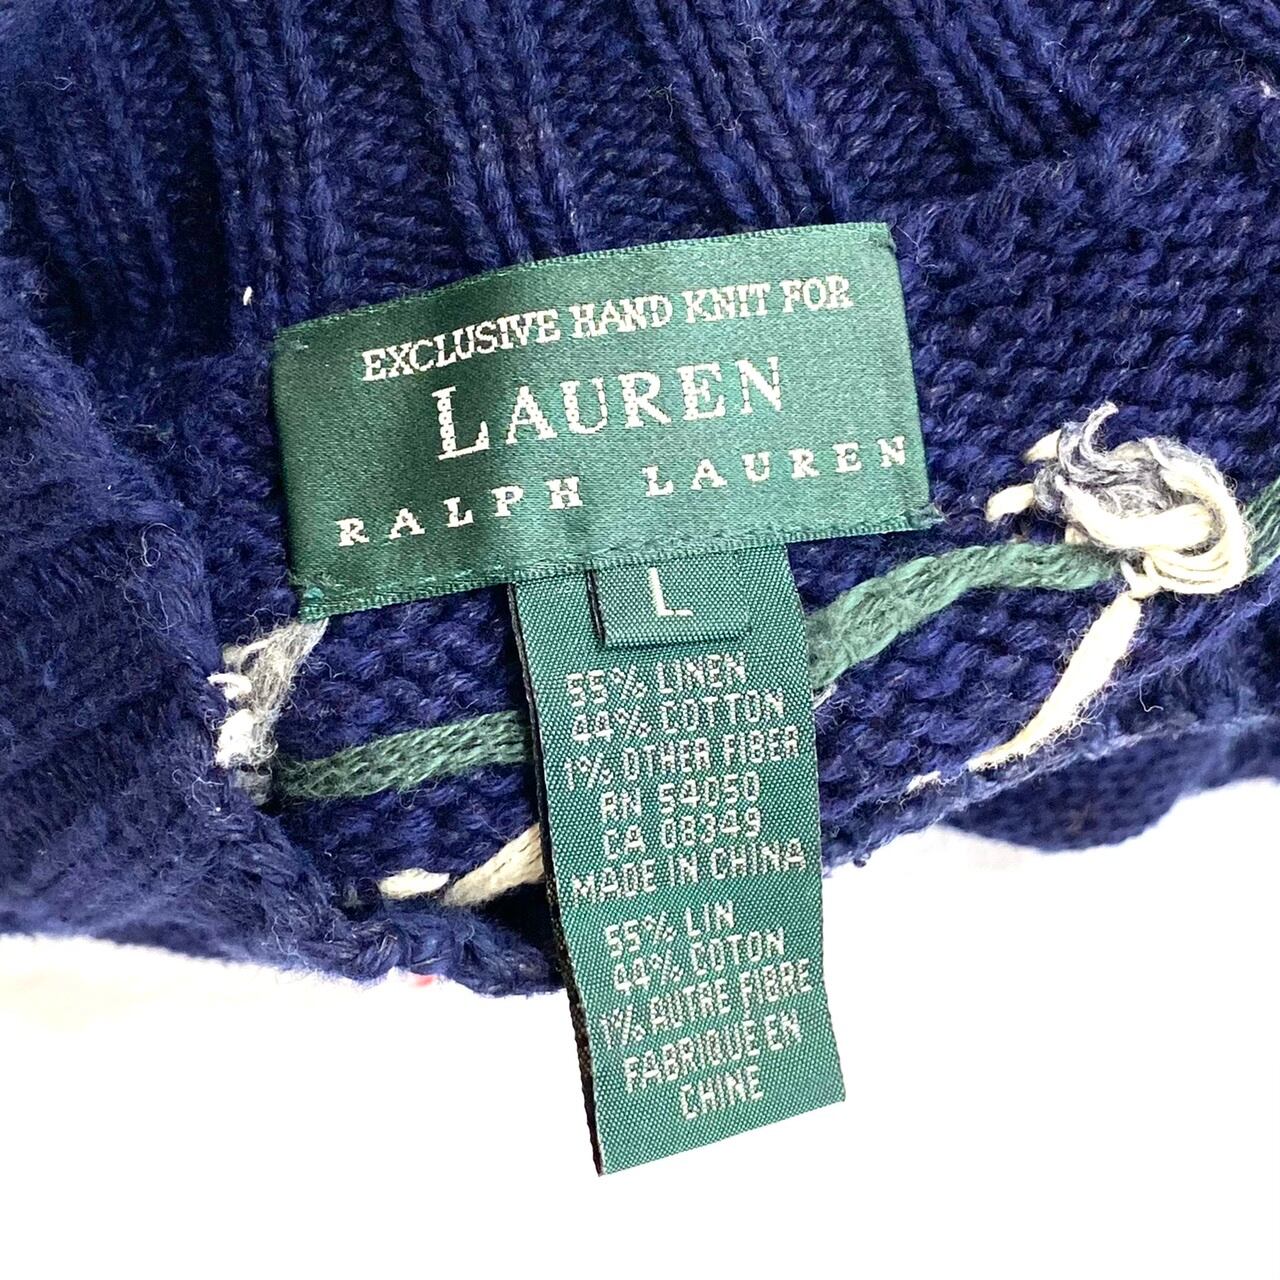 EXCLUSIVE HAND KNIT FOR
LAUREN
RALPH LAUREN
L
55% LINEN
44% COTTON
1% OTHER FIBER
RN 54050
CA 08349
MADE IN CHINA
55% LIN
44% COTON
1% AUTRE FIBRE
FABRIQUE EN
CHINE